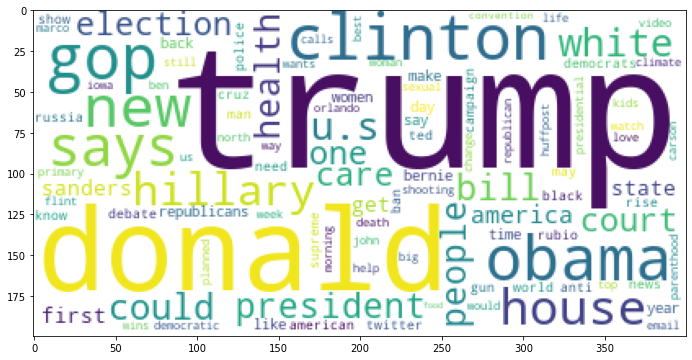 0
25
50
75
100
125
150
175
0 50 100 150 200 250 300 350
show election police calls best convention life video
marco back clinton white
gop still health wants woman democrats climate
iowa ben cruz women make sexual day campaign republican huffpost presidential kids
new trump
russia man orlando u.s say ted change watch love carson
says us north way one need bernie
primary care may
sanders hillary shooting bill black state
flint get ban america rise
know debate republicans week supreme death court
donald morning john people time rubio
planned help big obama parenthood
gun world anti top news
could president food would house year
first wins democratic like american twitter email